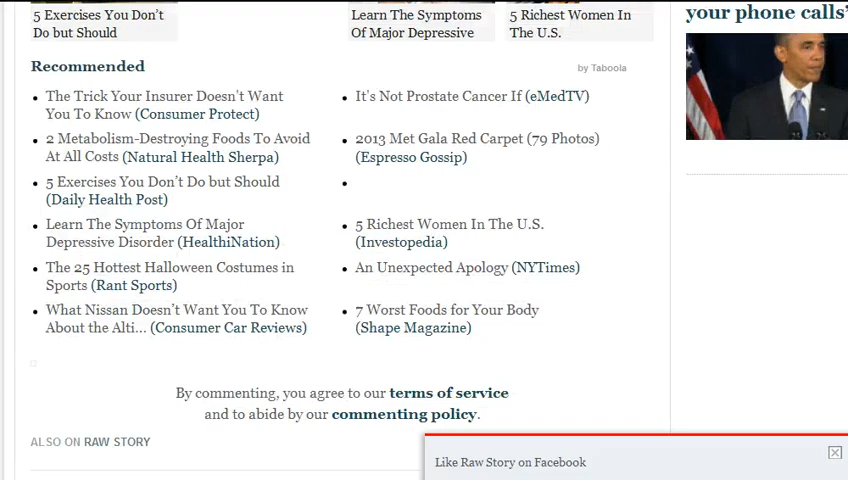 5 Exercises You Don't
Do but Should
Learn The Symptoms
Of Major Depressive
5 Richest Women In
The U.S.
your phone calls'
Recommended
by Taboola
The Trick Your Insurer Doesn't Want
You To Know (Consumer Protect)
2 Metabolism-Destroying Foods To Avoid
At All Costs (Natural Health Sherpa)
5 Exercises You Don't Do but Should
(Daily Health Post)
Learn The Symptoms Of Major
Depressive Disorder (HealthiNation)
The 25 Hottest Halloween Costumes in
Sports (Rant Sports)
What Nissan Doesn't Want You To Know
About the Alti... (Consumer Car Reviews)
It's Not Prostate Cancer If (eMedTV)
2013 Met Gala Red Carpet (79 Photos)
(Espresso Gossip)
5 Richest Women In The U.S.
(Investopedia)
An Unexpected Apology (NYTimes)
7 Worst Foods for Your Body
(Shape Magazine)
By commenting, you agree to our terms of service
and to abide by our commenting policy.
ALSO ON RAW STORY
Like Raw Story on Facebook